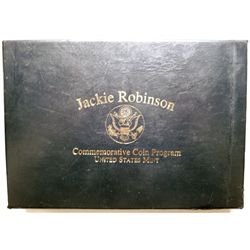 Jackie Robinson
Commemorative Coin Program
United States Mint